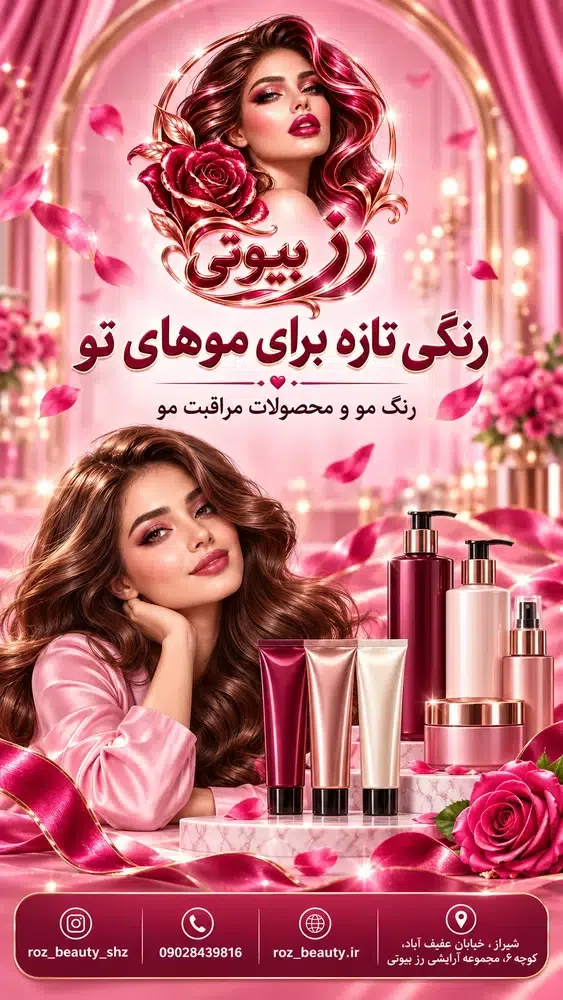 رز بیوتی
رنگی تازه برای موهای تو
رنگ مو و محصولات مراقبت مو
شیراز ، خیابان عفیف آباد،
کوچه ۶، مجموعه آرایشی رز بیوتی
roz_beauty.ir
09028439816
roz_beauty_shz